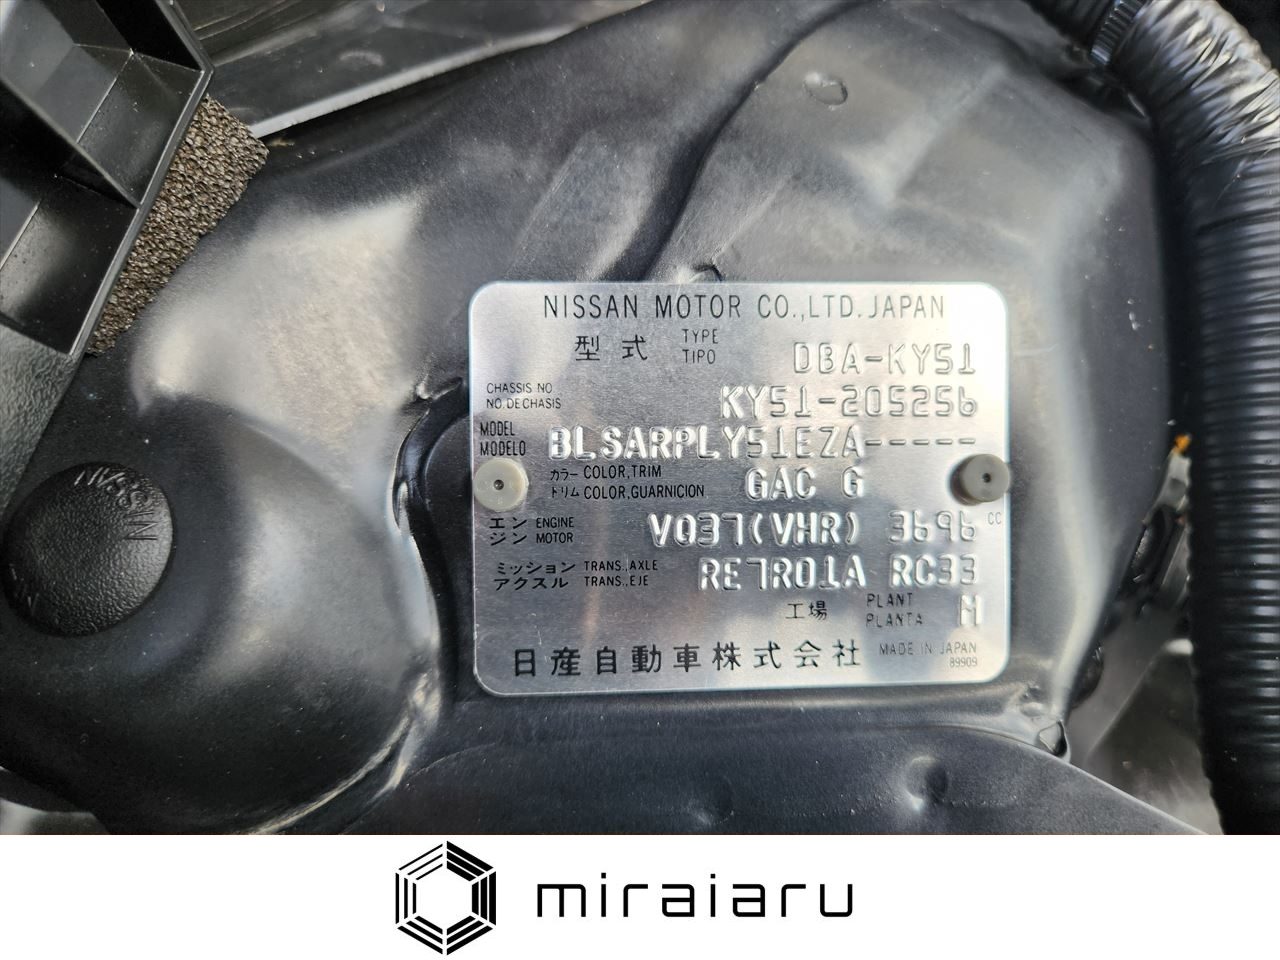 NISSAN MOTOR CO.,LTD. JAPAN
型式 TYPE TIPO DBA-KY51
CHASSIS NO
NO. DE CHASIS KY51-205256
MODEL
MODELO BLSARPLY51EZA-----
カラー COLOR,TRIM
トリム COLOR,GUARNICION GAC G
エン ENGINE
ジン MOTOR VQ37(VHR) 3696 CC
ミッション TRANS.,AXLE
アクスル TRANS.,EJE RE7R01A RC33
工場 PLANT PLANTA M
日産自動車株式会社 MADE IN JAPAN
89909
NISSAN
miraiaru